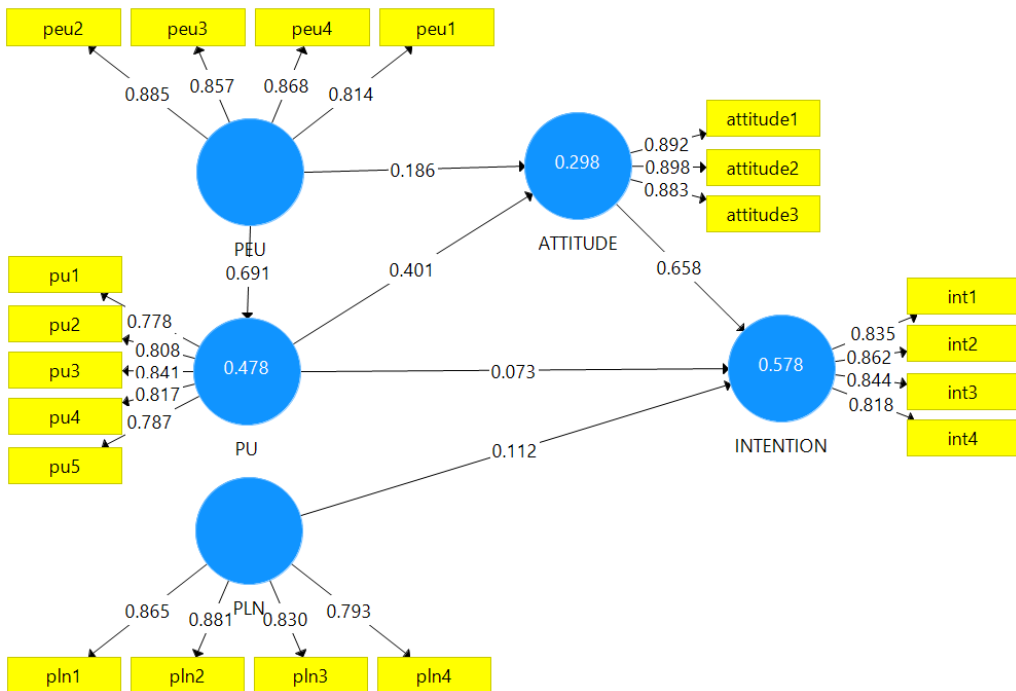 peu2 peu3 peu4 peu1
0.885 0.857 0.868 0.814
attitude1
0.892
0.298
0.898 attitude2
0.186
0.883
attitude3
PEU
ATTITUDE
0.691
0.401
0.658
pu1
0.778
int1
pu2
0.835
0.808
0.862 int2
pu3 0.841
0.478
0.073
0.578
0.844
0.817
int3
pu4
0.787
0.818
int4
PU
INTENTION
pu5
0.112
PLN
0.865 0.881 0.830 0.793
pln1 pln2 pln3 pln4